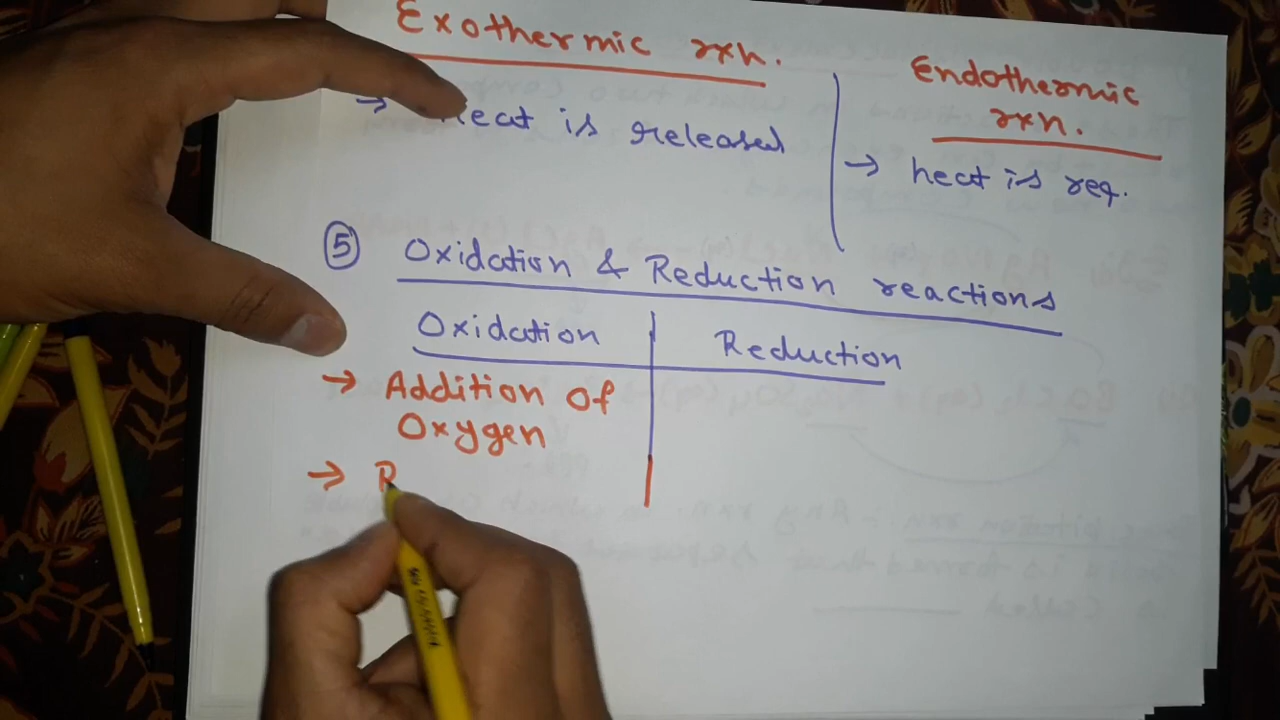 Exothermic rxn.
→ heat is released
Endothermic
rxn.
→ heat is req.
⑤ Oxidation & Reduction reactions
Oxidation
Reduction
→ Addition of
Oxygen
→ R